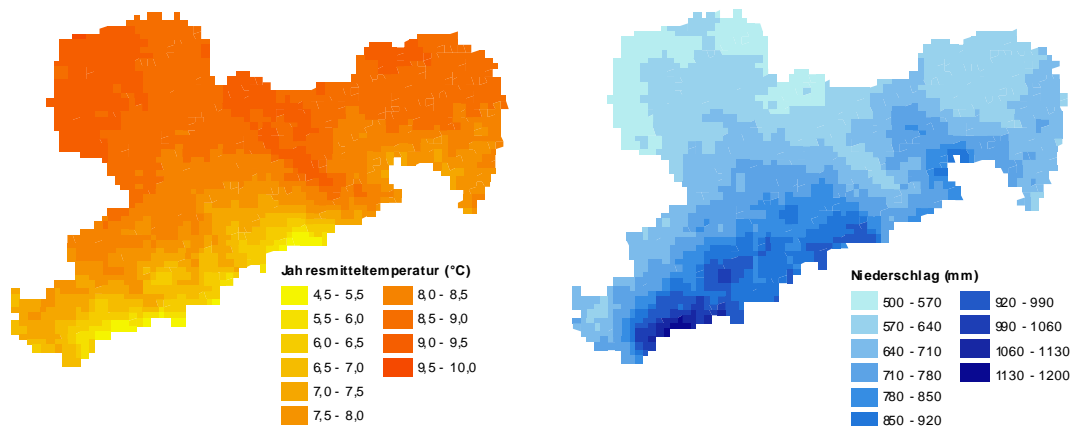 Jahresmitteltemperatur (°C)
4,5 - 5,5
5,5 - 6,0
6,0 - 6,5
6,5 - 7,0
7,0 - 7,5
7,5 - 8,0
8,0 - 8,5
8,5 - 9,0
9,0 - 9,5
9,5 - 10,0
Niederschlag (mm)
500 - 570
570 - 640
640 - 710
710 - 780
780 - 850
850 - 920
920 - 990
990 - 1060
1060 - 1130
1130 - 1200